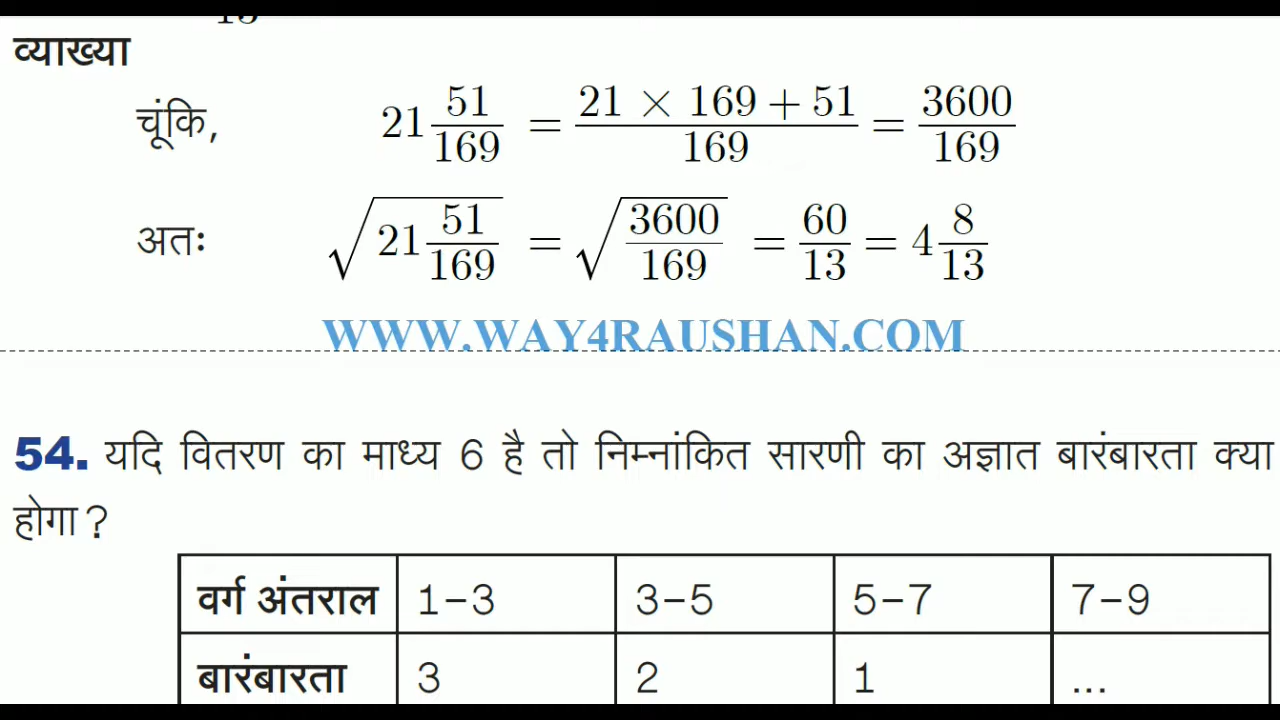 व्याख्या
चूंकि, 21 51/169 = (21 × 169 + 51)/169 = 3600/169
अतः √(21 51/169) = √(3600/169) = 60/13 = 4 8/13
WWW.WAY4RAUSHAN.COM
54. यदि वितरण का माध्य 6 है तो निम्नांकित सारणी का अज्ञात बारंबारता क्या
होगा?
वर्ग अंतराल 1-3 3-5 5-7 7-9
बारंबारता 3 2 1 ...